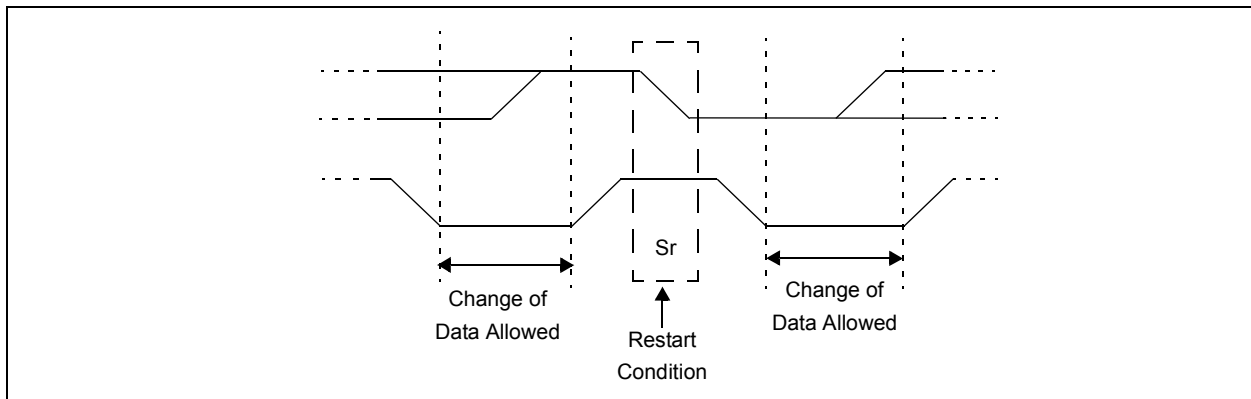 Sr
Change of
Data Allowed
Restart
Condition
Change of
Data Allowed